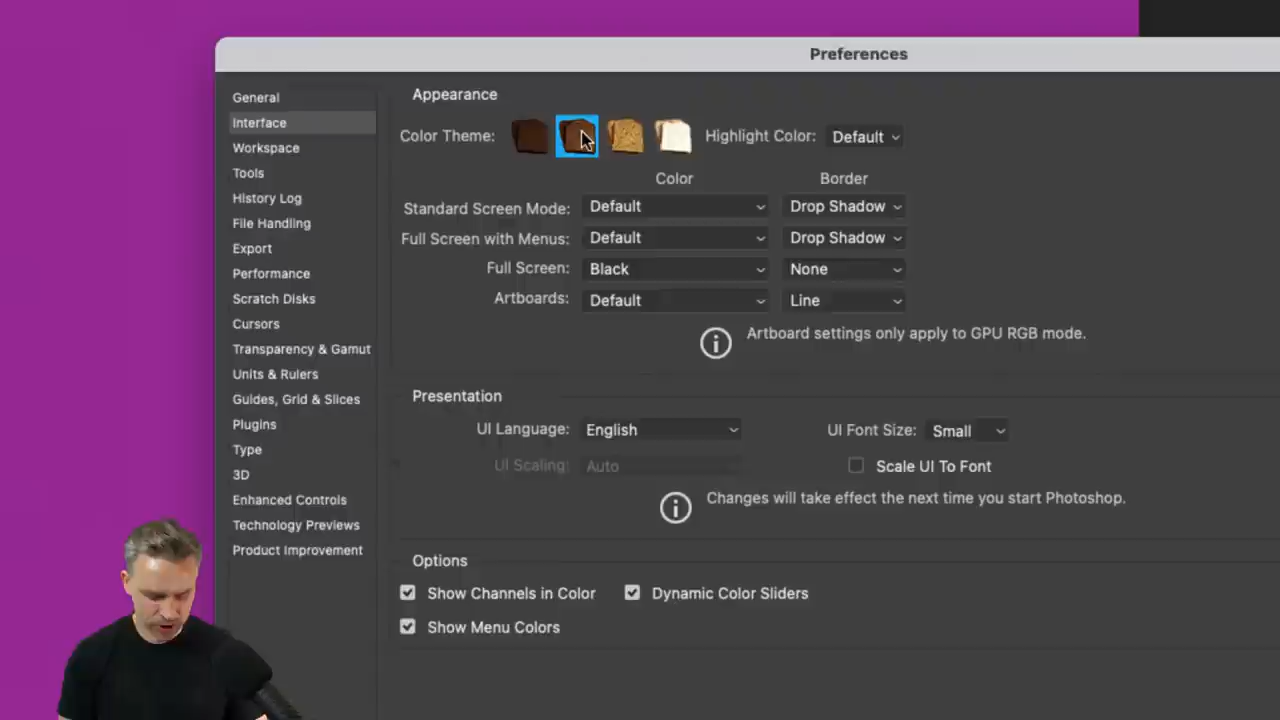 Preferences
General
Interface
Workspace
Tools
History Log
File Handling
Export
Performance
Scratch Disks
Cursors
Transparency & Gamut
Units & Rulers
Guides, Grid & Slices
Plugins
Type
3D
Enhanced Controls
Technology Previews
Product Improvement
Appearance
Color Theme: Highlight Color: Default
Color Border
Standard Screen Mode: Default Drop Shadow
Full Screen with Menus: Default Drop Shadow
Full Screen: Black None
Artboards: Default Line
Artboard settings only apply to GPU RGB mode.
Presentation
UI Language: English UI Font Size: Small
UI Scaling: Auto Scale UI To Font
Changes will take effect the next time you start Photoshop.
Options
Show Channels in Color Dynamic Color Sliders
Show Menu Colors